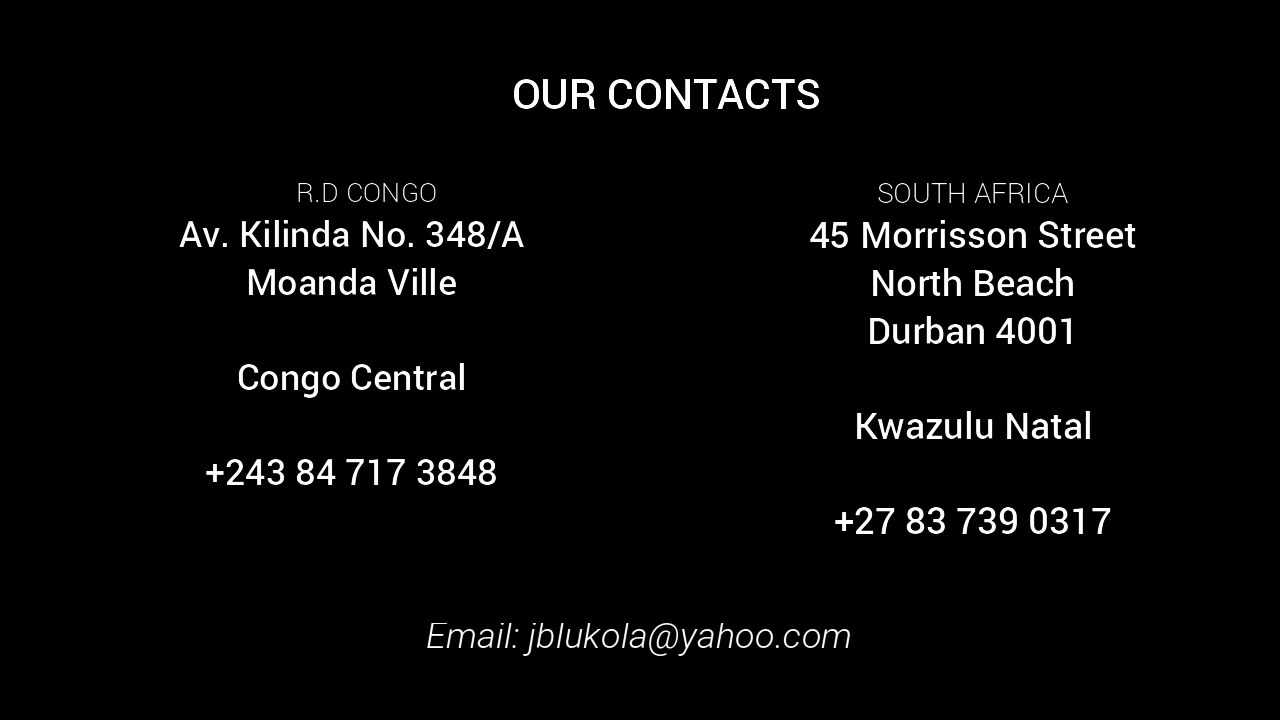 OUR CONTACTS
R.D CONGO
Av. Kilinda No. 348/A
Moanda Ville
Congo Central
+243 84 717 3848
SOUTH AFRICA
45 Morrisson Street
North Beach
Durban 4001
Kwazulu Natal
+27 83 739 0317
Email: jblukola@yahoo.com